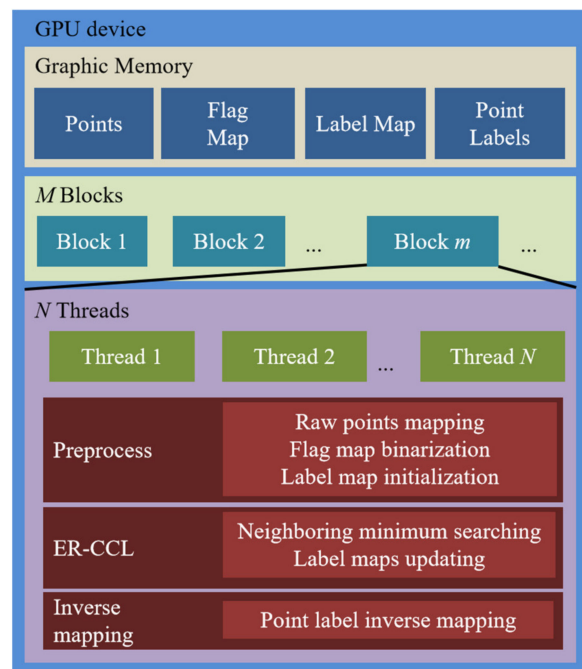 GPU device
Graphic Memory
Points
Flag
Map
Label Map
Point
Labels
M Blocks
Block 1
Block 2
...
Block m
...
N Threads
Thread 1
Thread 2
...
Thread N
Preprocess
Raw points mapping
Flag map binarization
Label map initialization
ER-CCL
Neighboring minimum searching
Label maps updating
Inverse
mapping
Point label inverse mapping